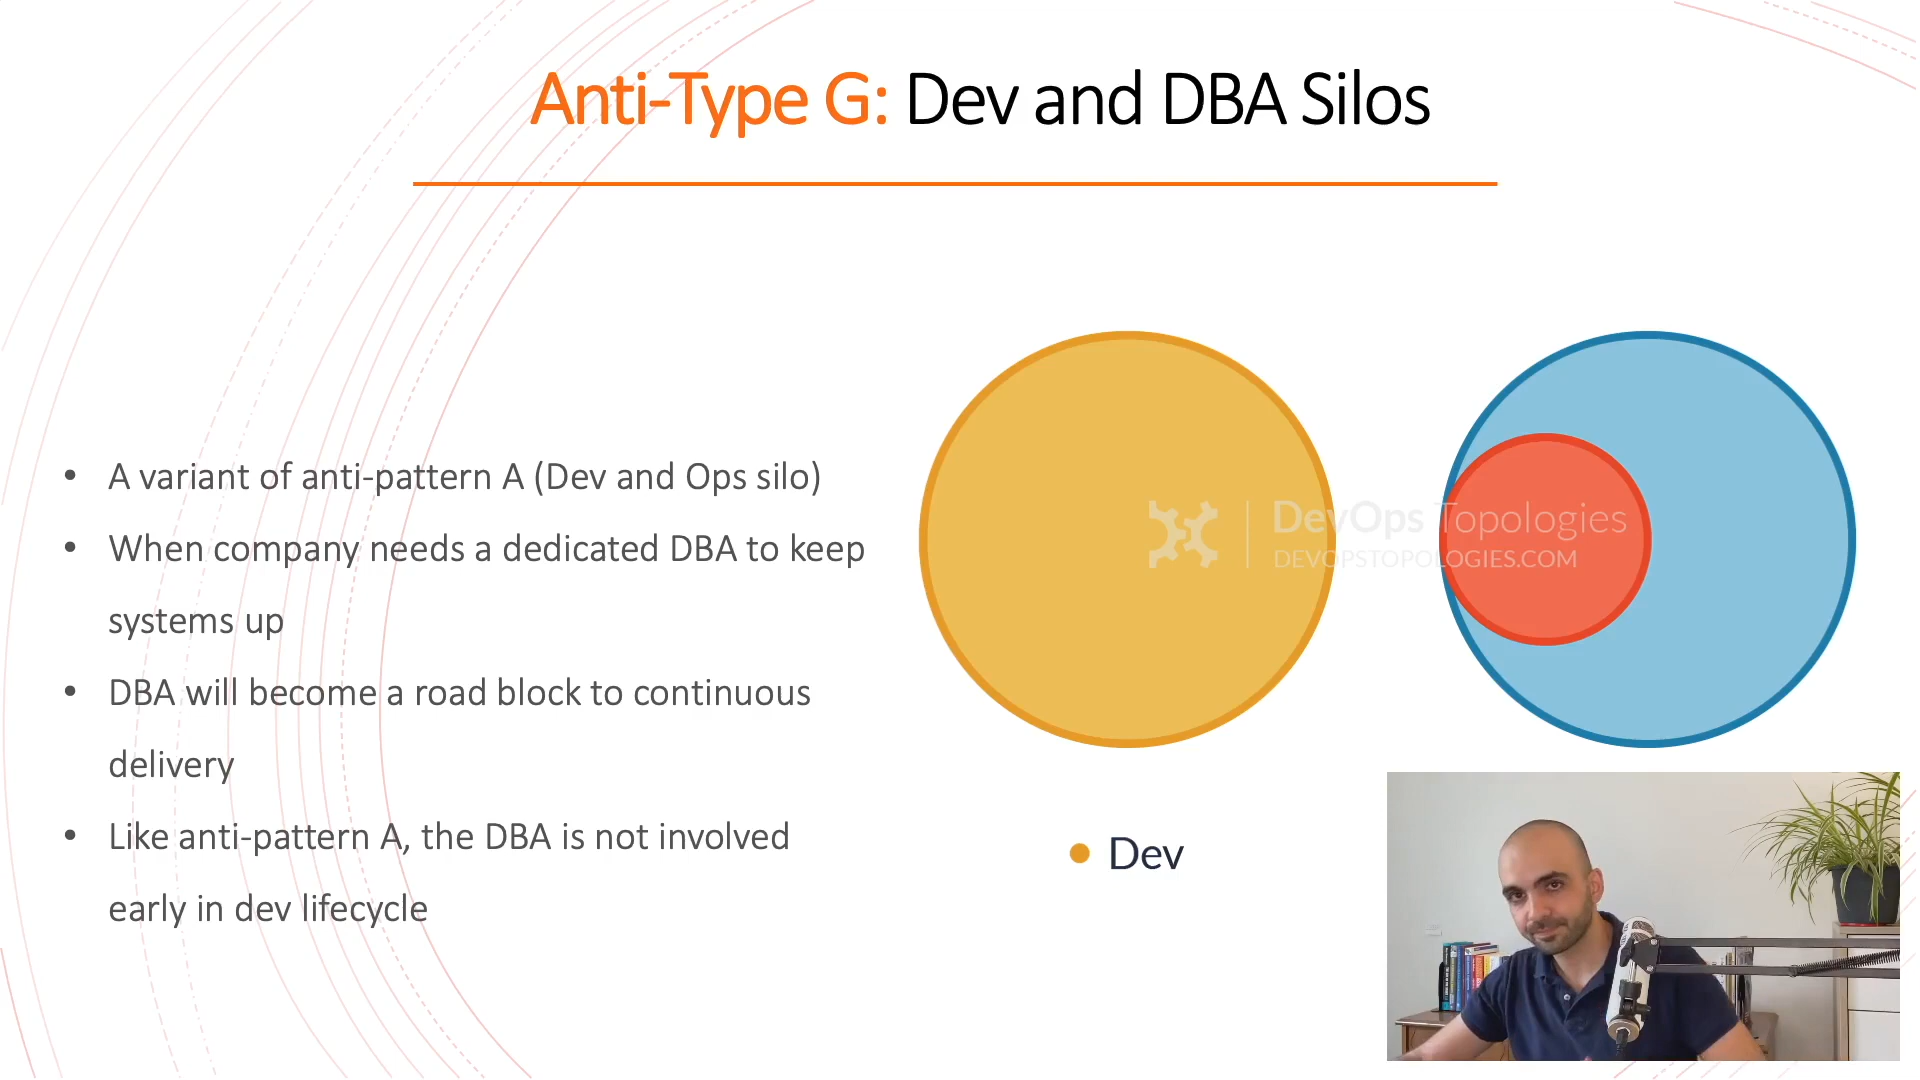 Anti-Type G: Dev and DBA Silos
• A variant of anti-pattern A (Dev and Ops silo)
• When company needs a dedicated DBA to keep
systems up
• DBA will become a road block to continuous
delivery
• Like anti-pattern A, the DBA is not involved
early in dev lifecycle
DevOps Topologies
DEVOPSTOPOLOGIES.COM
Dev